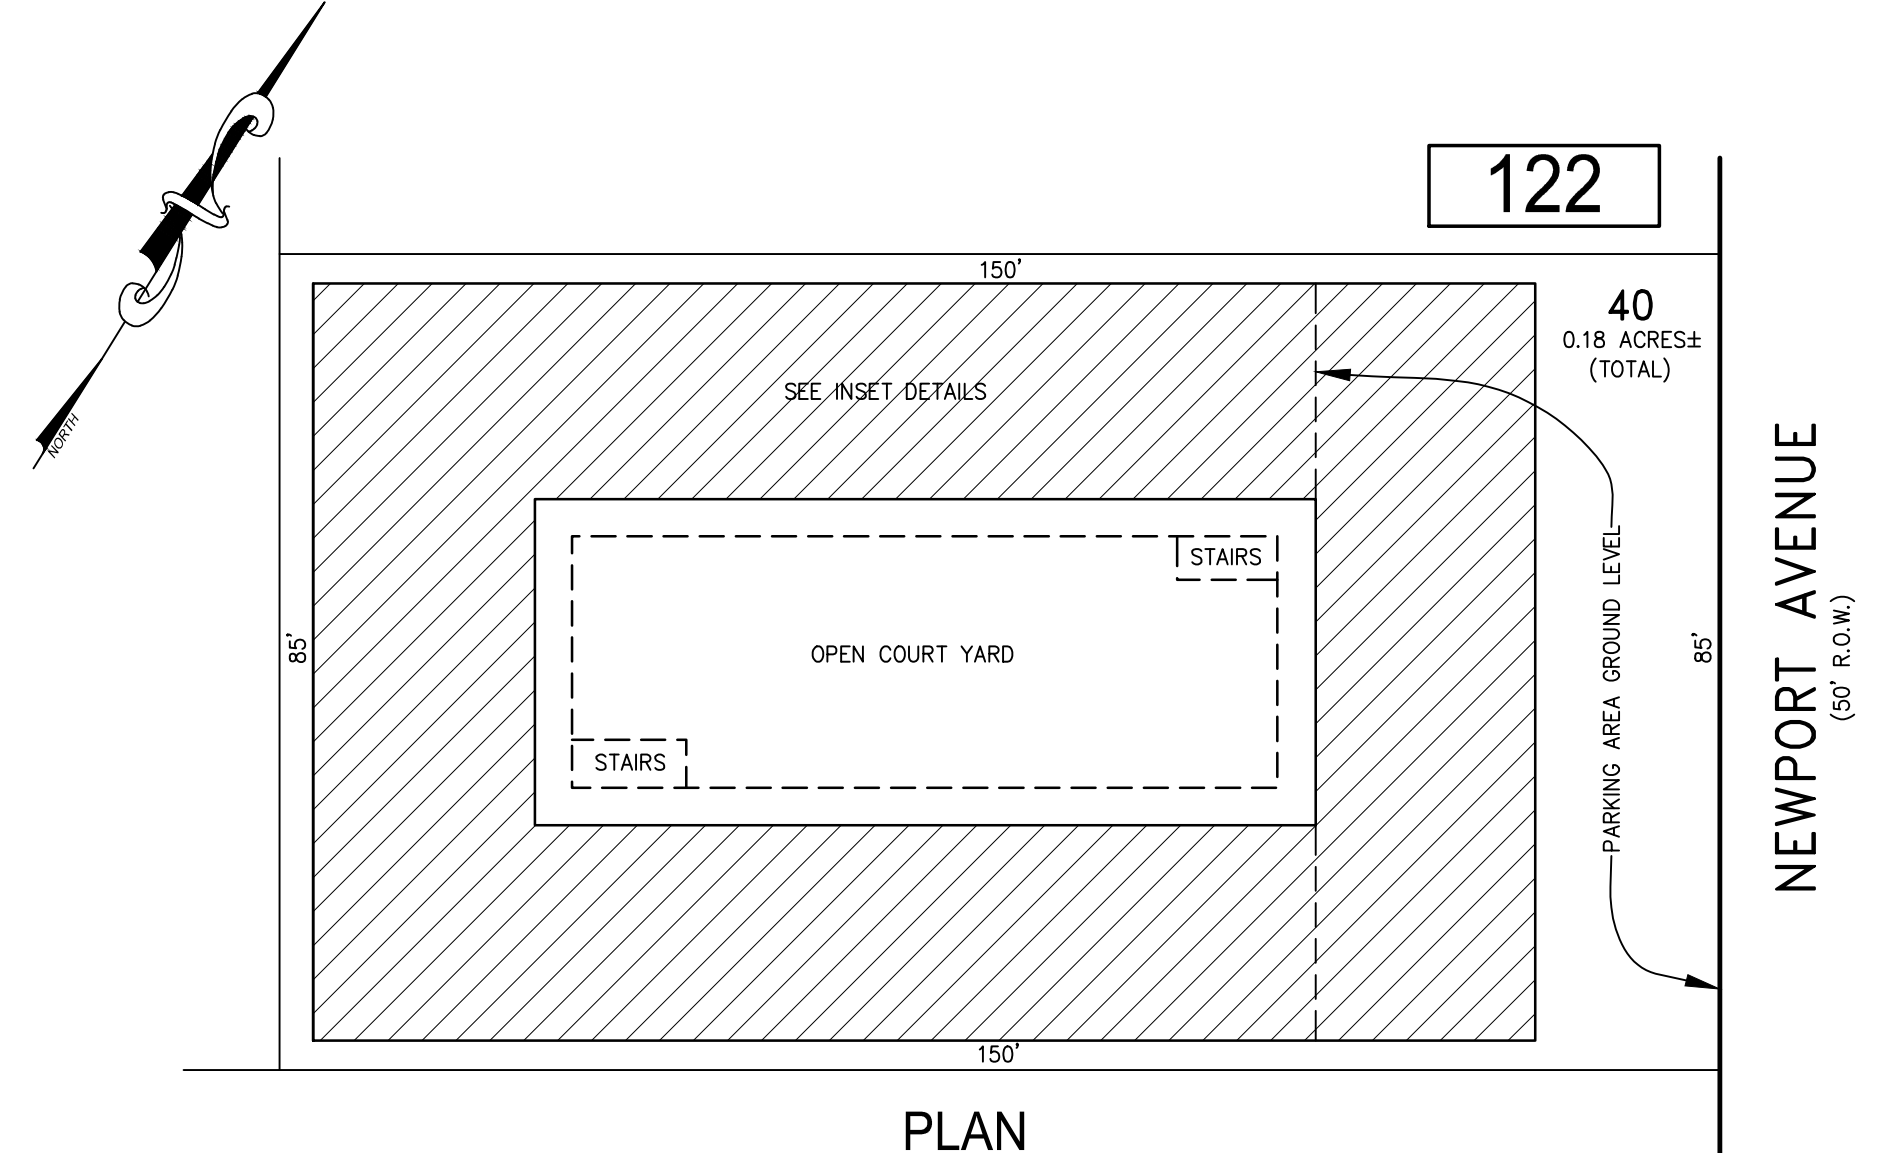 NORTH
122
150'
40
0.18 ACRES±
(TOTAL)
SEE INSET DETAILS
STAIRS
OPEN COURT YARD
STAIRS
85'
PARKING AREA GROUND LEVEL
85'
NEWPORT AVENUE
(50' R.O.W.)
150'
PLAN